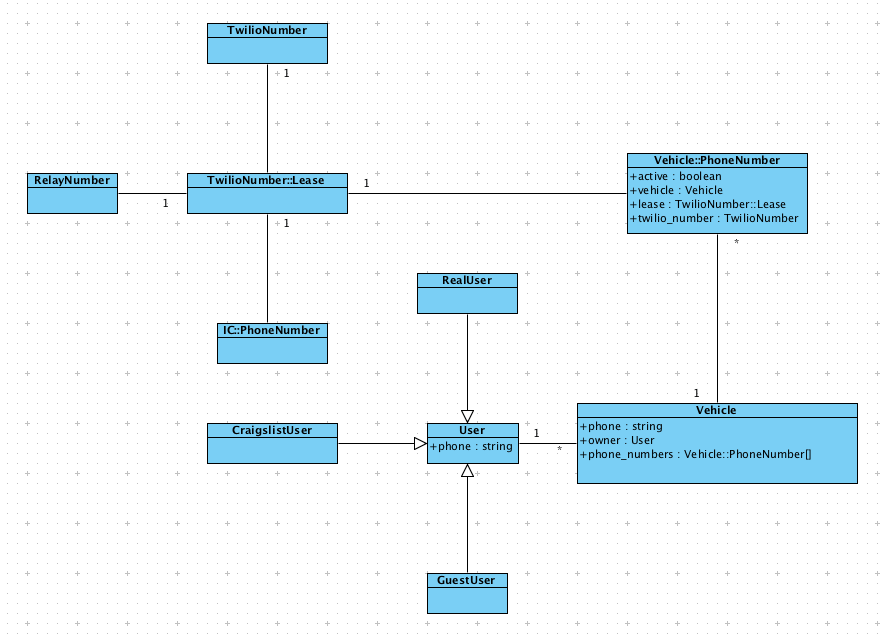 TwilioNumber
1
Vehicle::PhoneNumber
+active : boolean
+vehicle : Vehicle
+lease : TwilioNumber::Lease
+twilio_number : TwilioNumber
*
RelayNumber
1
TwilioNumber::Lease
1
1
IC::PhoneNumber
RealUser
CraigslistUser
User
+phone : string
1
*
1
Vehicle
+phone : string
+owner : User
+phone_numbers : Vehicle::PhoneNumber[]
GuestUser